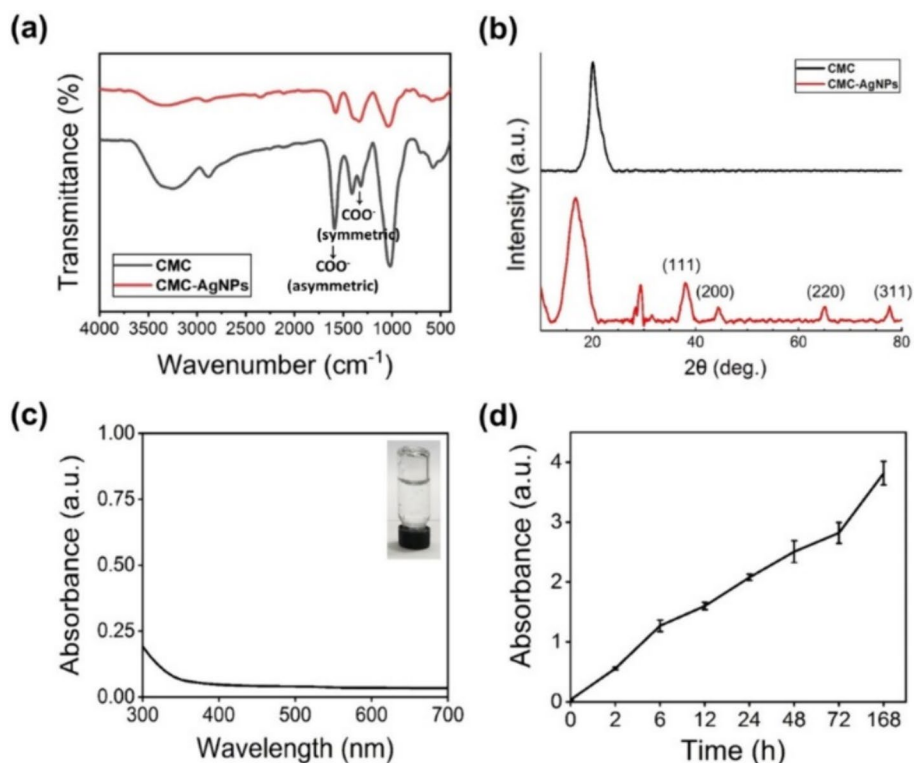 (a)
Transmittance (%)
COO⁻
(symmetric)
COO⁻
(asymmetric)
CMC
CMC-AgNPs
4000 3500 3000 2500 2000 1500 1000 500
Wavenumber (cm⁻¹)
(b)
Intensity (a.u.)
CMC
CMC-AgNPs
(111)
(200)
(220)
(311)
20 40 60 80
2θ (deg.)
(c)
Absorbance (a.u.)
1.00
0.75
0.50
0.25
0.00
300 400 500 600 700
Wavelength (nm)
(d)
Absorbance (a.u.)
4
3
2
1
0
0 2 6 12 24 48 72 168
Time (h)